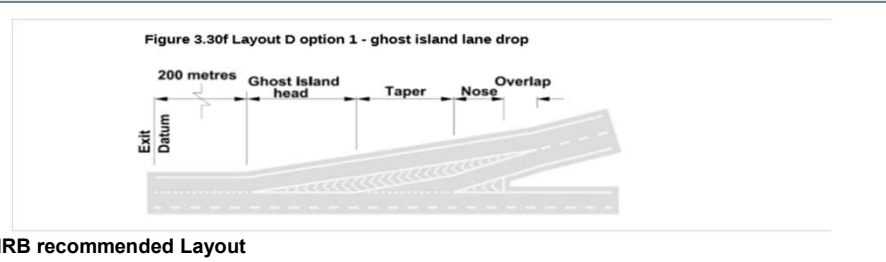 Figure 3.30f Layout D option 1 - ghost island lane drop
200 metres
Ghost Island
head
Taper
Nose
Overlap
Exit
Datum
RB recommended Layout